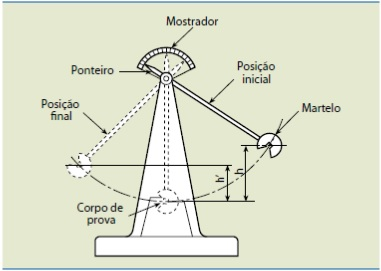 Mostrador
Ponteiro
Posição
inicial
Posição
final
Martelo
h'
h
Corpo de
prova